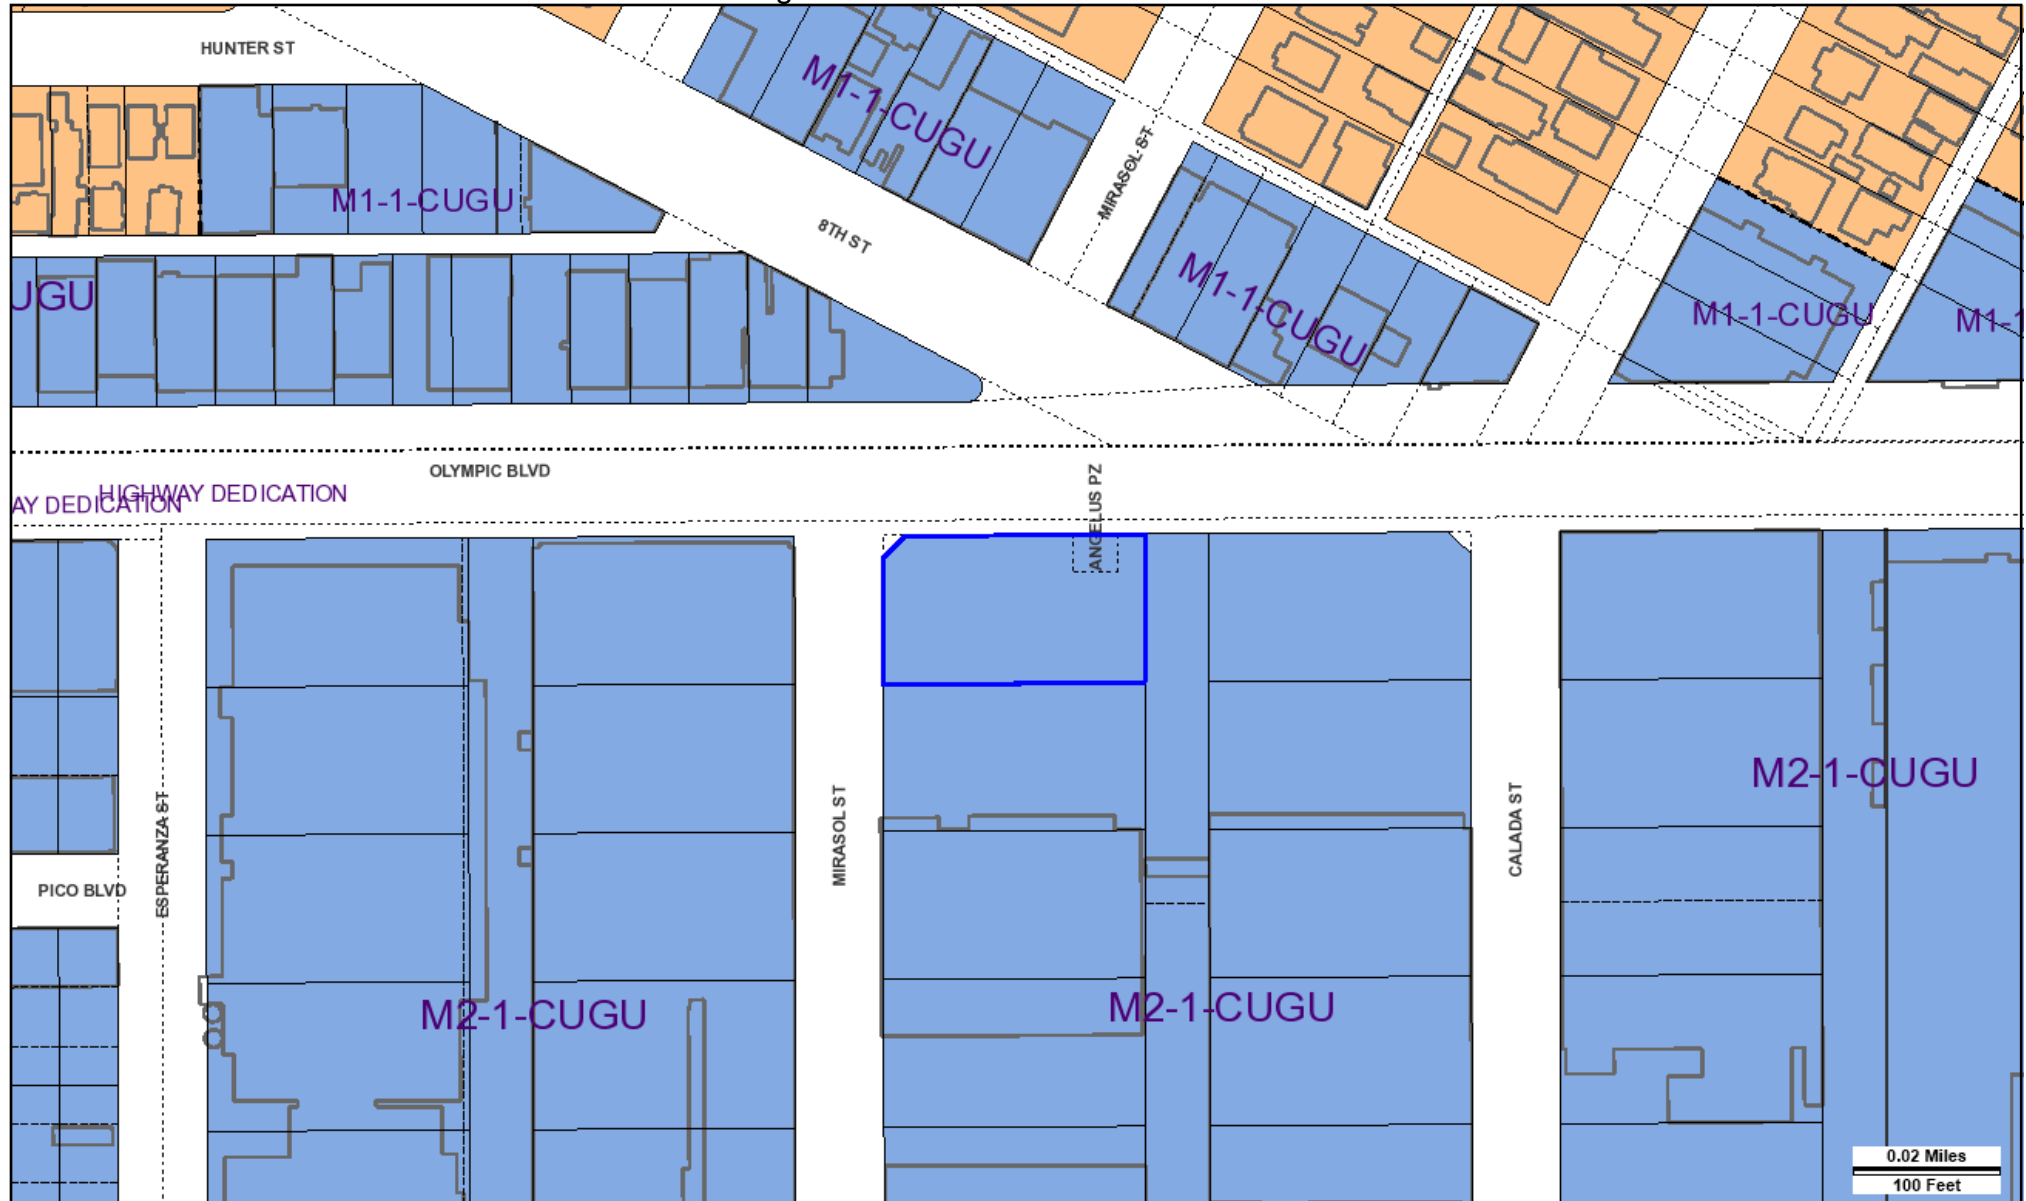 HUNTER ST
M1-1-CUGU
MIRASOL ST
M1-1-CUGU
8TH ST
UGU
M1-1-CUGU
M1-1-CUGU
M1-1
OLYMPIC BLVD
HIGHWAY DEDICATION
AY DEDICATION
ANGELUS PZ
M2-1-CUGU
ESPERANZA ST
MIRASOL ST
CALADA ST
PICO BLVD
M2-1-CUGU
M2-1-CUGU
0.02 Miles
100 Feet